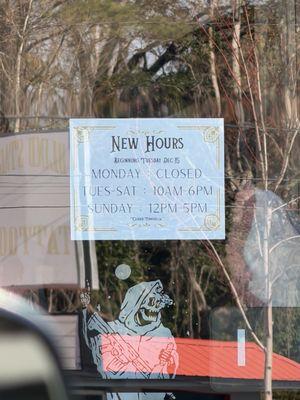 New Hours
Beginning Tuesday Dec 15
Monday : Closed
Tues-Sat : 10am-6pm
Sunday : 12pm-5pm